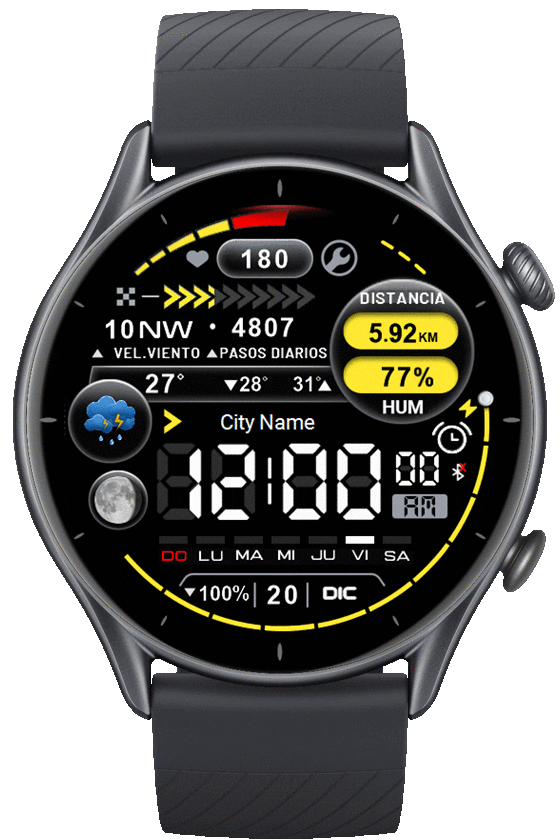 180
DISTANCIA
5.92KM
10NW • 4807
▲ VEL.VIENTO ▲PASOS DIARIOS
77%
27° ▼28° 31°▲
HUM
City Name
12:00 00
AM
DO LU MA MI JU VI SA
▼100% 20 DIC